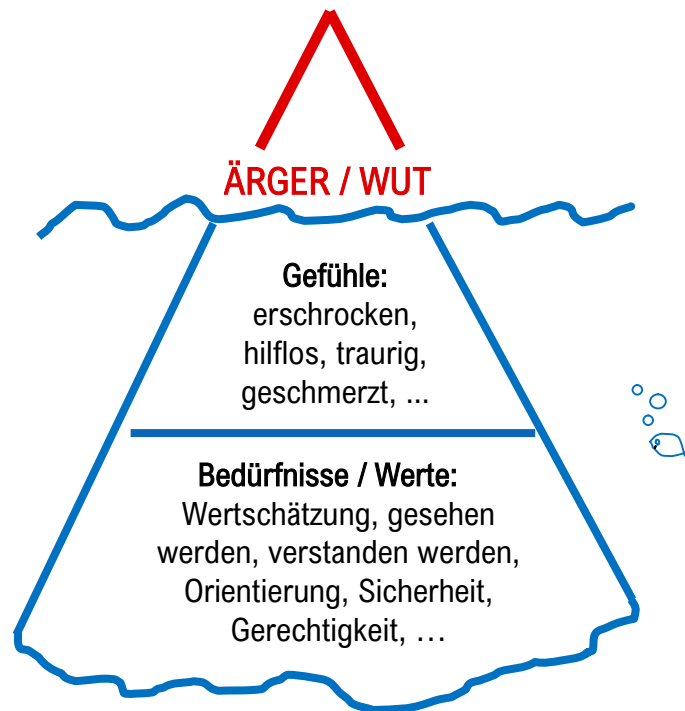 ÄRGER / WUT
Gefühle:
erschrocken,
hilflos, traurig,
geschmerzt, ...
Bedürfnisse / Werte:
Wertschätzung, gesehen
werden, verstanden werden,
Orientierung, Sicherheit,
Gerechtigkeit, …